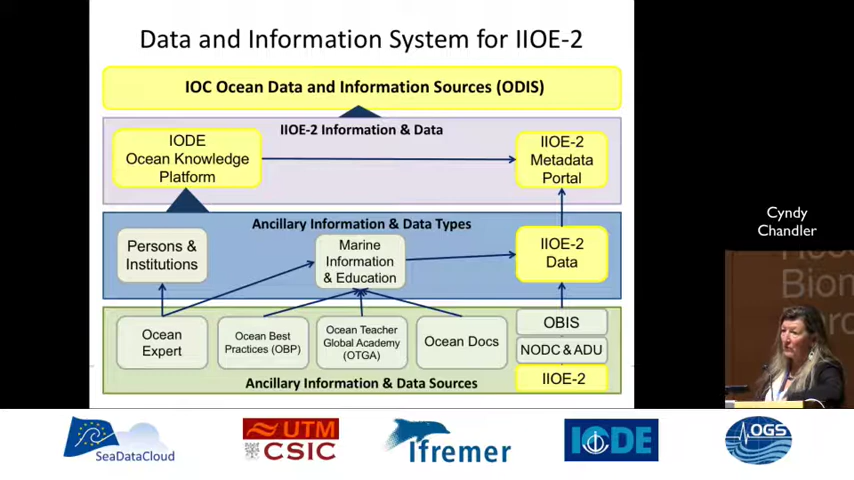 Data and Information System for IIOE-2
IOC Ocean Data and Information Sources (ODIS)
IIOE-2 Information & Data
IODE
Ocean Knowledge
Platform
IIOE-2
Metadata
Portal
Ancillary Information & Data Types
Persons &
Institutions
Marine
Information
& Education
IIOE-2
Data
Ocean
Expert
Ocean Best
Practices (OBP)
Ocean Teacher
Global Academy
(OTGA)
Ocean Docs
OBIS
NODC & ADU
IIOE-2
Ancillary Information & Data Sources
Cyndy
Chandler
SeaDataCloud
UTM
CSIC
Ifremer
IODE
OGS